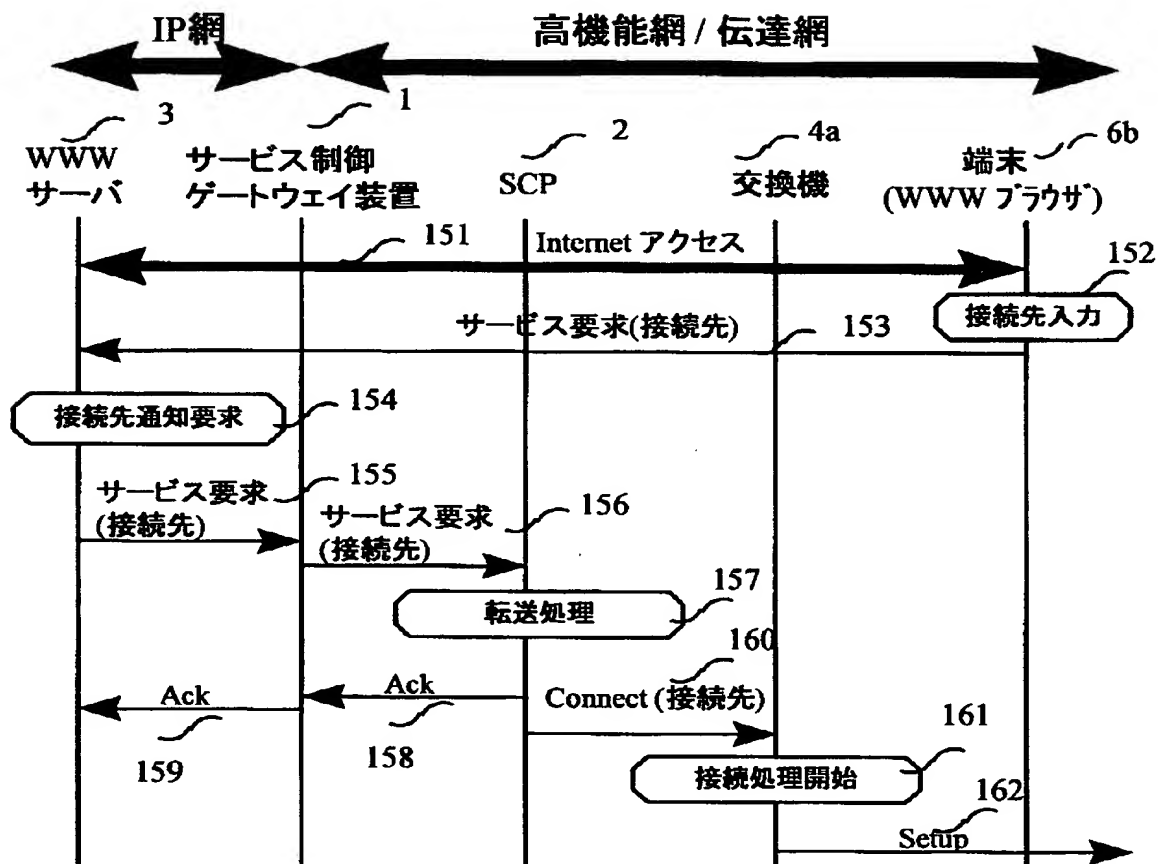 IP網
高機能網 / 伝達網
3
1
2
4a
6b
WWW
サーバ
サービス制御
ゲートウェイ装置
SCP
交換機
端末
(WWW ブラウザ)
151
Internet アクセス
152
接続先入力
サービス要求(接続先)
153
接続先通知要求
154
サービス要求
(接続先)
155
サービス要求
(接続先)
156
転送処理
157
160
Ack
Ack
Connect (接続先)
159
158
161
接続処理開始
162
Setup